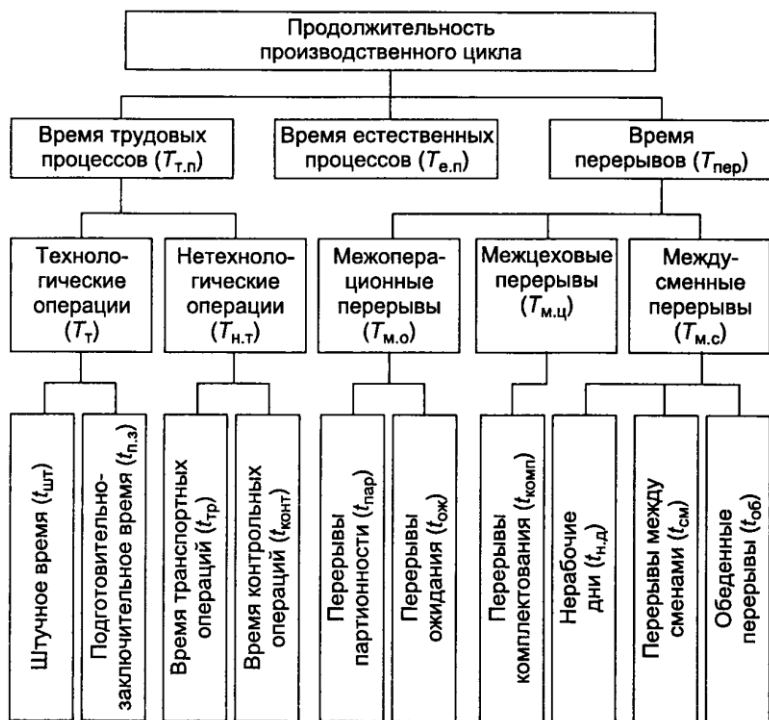 Продолжительность
производственного цикла
Время трудовых
процессов (Tт.п)
Время естественных
процессов (Tе.п)
Время
перерывов (Tпер)
Техноло-
гические
операции
(Tт)
Нетехноло-
гические
операции
(Tн.т)
Межопера-
ционные
перерывы
(Tм.о)
Межцеховые
перерывы
(Tм.ц)
Между-
сменные
перерывы
(Tм.с)
Штучное время (tшт)
Подготовительно-
заключительное время (tп.з)
Время транспортных
операций (tтр)
Время контрольных
операций (tконт)
Перерывы
партионности (tпар)
Перерывы
ожидания (tож)
Перерывы
комплектования (tкомп)
Нерабочие
дни (tн.д)
Перерывы между
сменами (tсм)
Обеденные
перерывы (tоб)